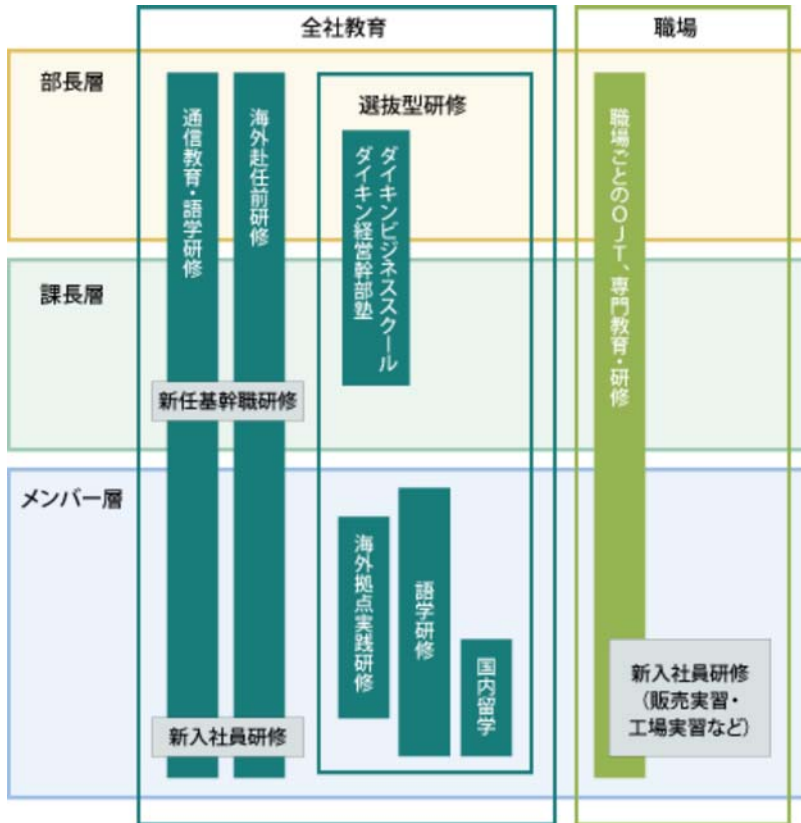 全社教育
職場
部長層
課長層
メンバー層
通信教育・語学研修
海外赴任前研修
選抜型研修
ダイキンビジネススクール
ダイキン経営幹部塾
職場ごとのOJT、専門教育・研修
新任基幹職研修
海外拠点実践研修
語学研修
国内留学
新入社員研修
新入社員研修
（販売実習・
工場実習など）